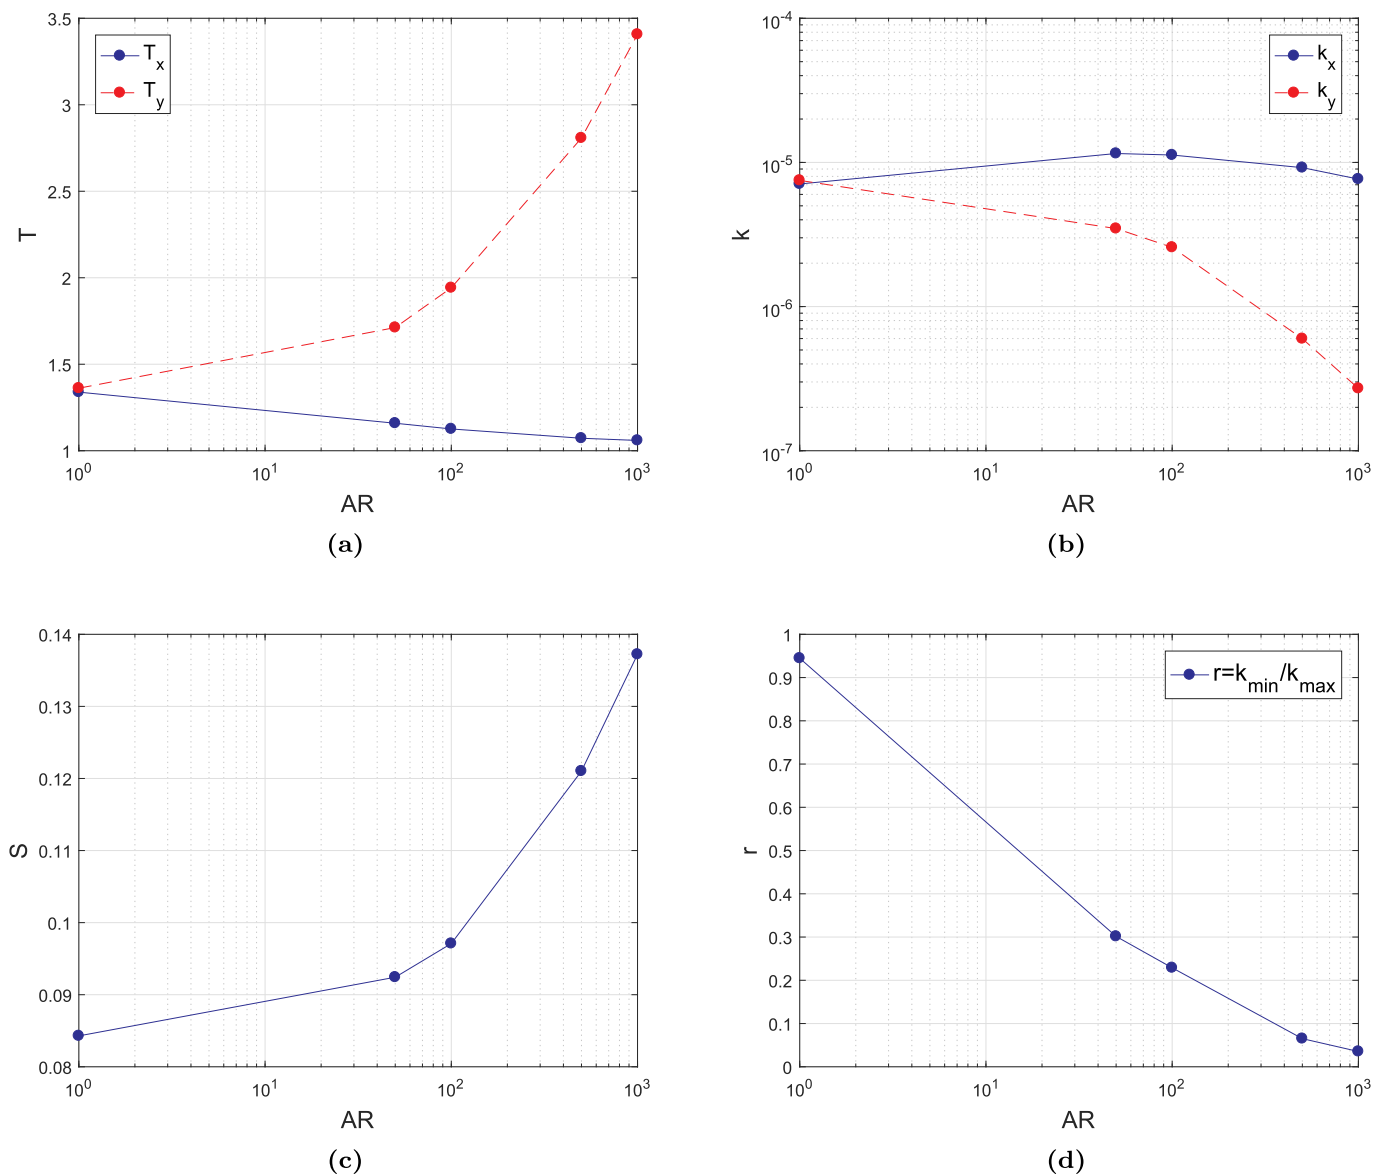 3.5
3
2.5
2
1.5
1
T
T_x
T_y
10^0 10^1 10^2 10^3
AR
(a)
10^-4
10^-5
10^-6
10^-7
k
k_x
k_y
10^0 10^1 10^2 10^3
AR
(b)
0.14
0.13
0.12
0.11
0.1
0.09
0.08
S
10^0 10^1 10^2 10^3
AR
(c)
1
0.9
0.8
0.7
0.6
0.5
0.4
0.3
0.2
0.1
0
r
r=k_min/k_max
10^0 10^1 10^2 10^3
AR
(d)